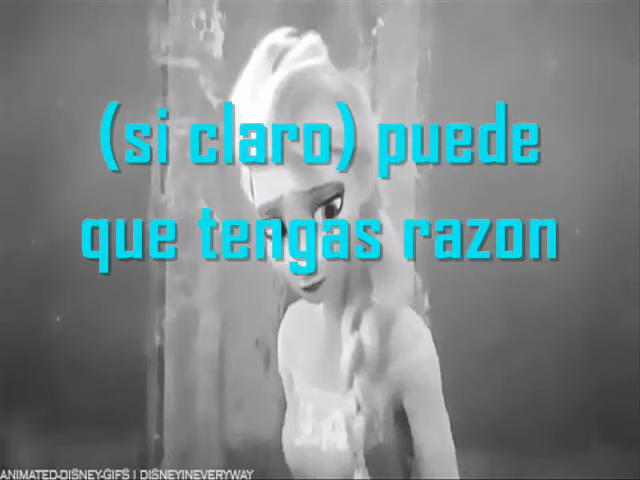 (si claro) puede
que tengas razon
ANIMATED-DISNEY-GIFS | DISNEYINEVERYWAY